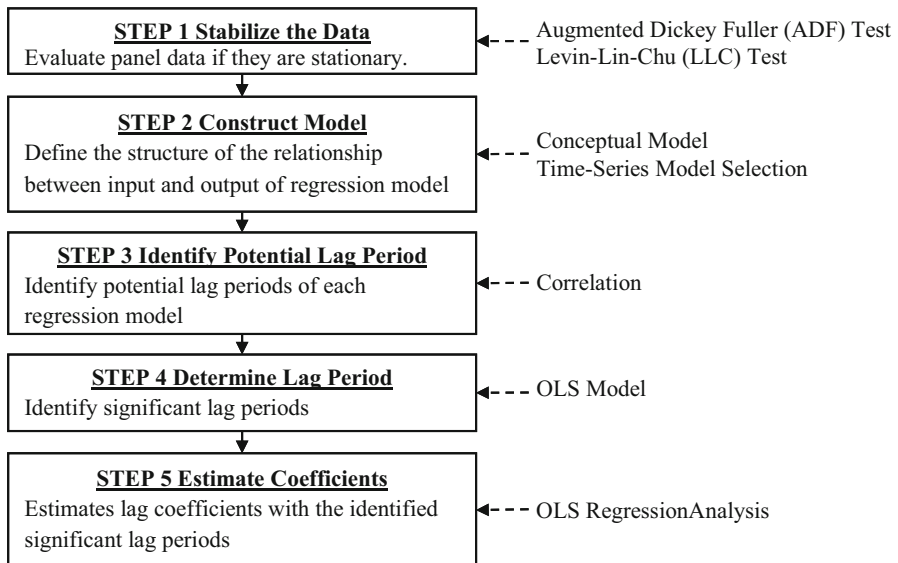 STEP 1 Stabilize the Data
Evaluate panel data if they are stationary.
Augmented Dickey Fuller (ADF) Test
Levin-Lin-Chu (LLC) Test
STEP 2 Construct Model
Define the structure of the relationship
between input and output of regression model
Conceptual Model
Time-Series Model Selection
STEP 3 Identify Potential Lag Period
Identify potential lag periods of each
regression model
Correlation
STEP 4 Determine Lag Period
Identify significant lag periods
OLS Model
STEP 5 Estimate Coefficients
Estimates lag coefficients with the identified
significant lag periods
OLS RegressionAnalysis